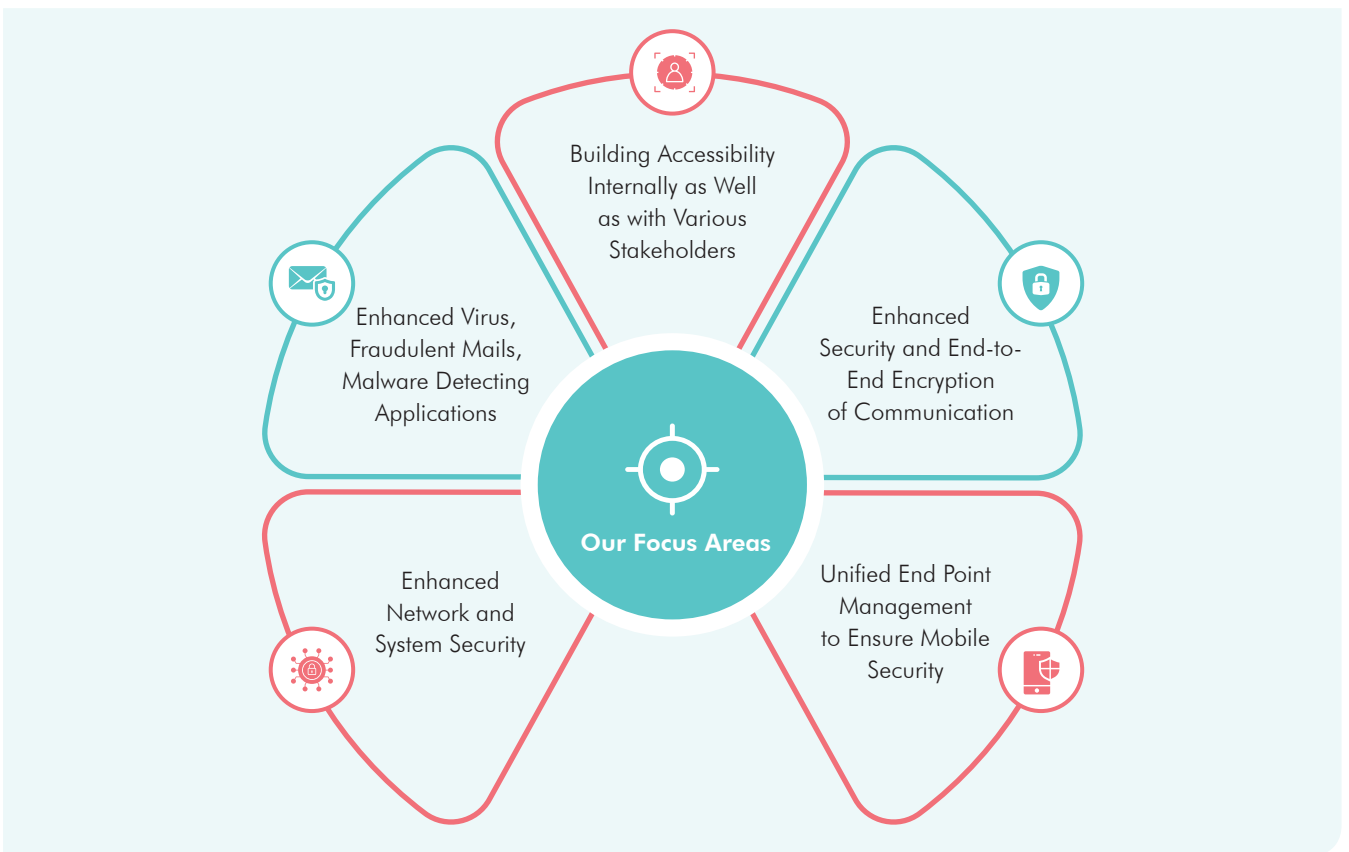 Building Accessibility
Internally as Well
as with Various
Stakeholders
Enhanced Virus,
Fraudulent Mails,
Malware Detecting
Applications
Enhanced
Security and End-to-
End Encryption
of Communication
Our Focus Areas
Enhanced
Network and
System Security
Unified End Point
Management
to Ensure Mobile
Security